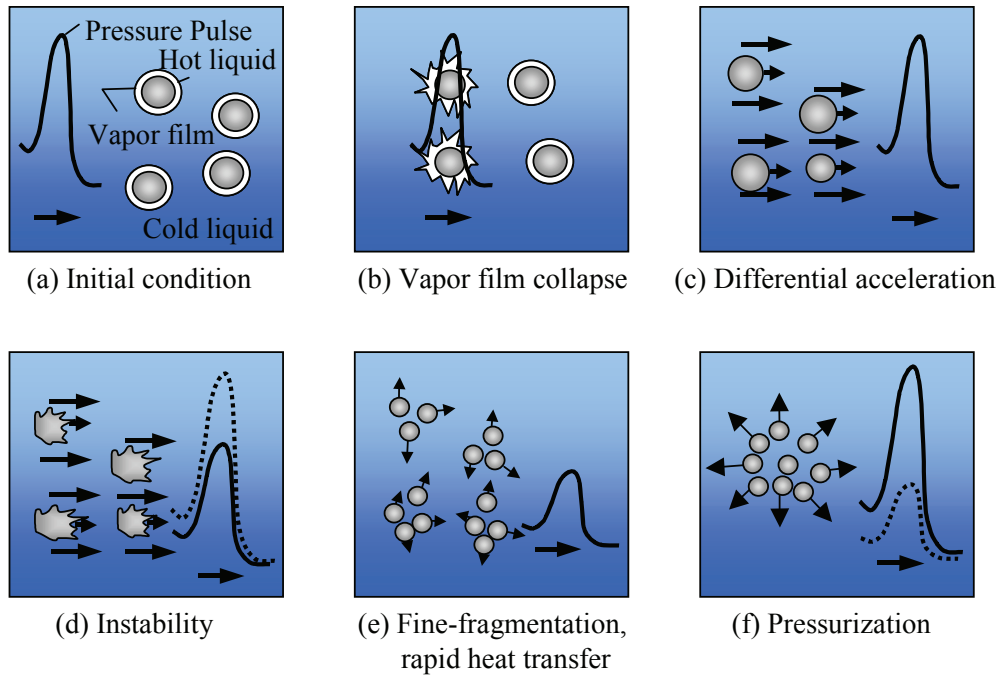 Pressure Pulse
Hot liquid
Vapor film
Cold liquid
(a) Initial condition
(b) Vapor film collapse
(c) Differential acceleration
(d) Instability
(e) Fine-fragmentation,
rapid heat transfer
(f) Pressurization